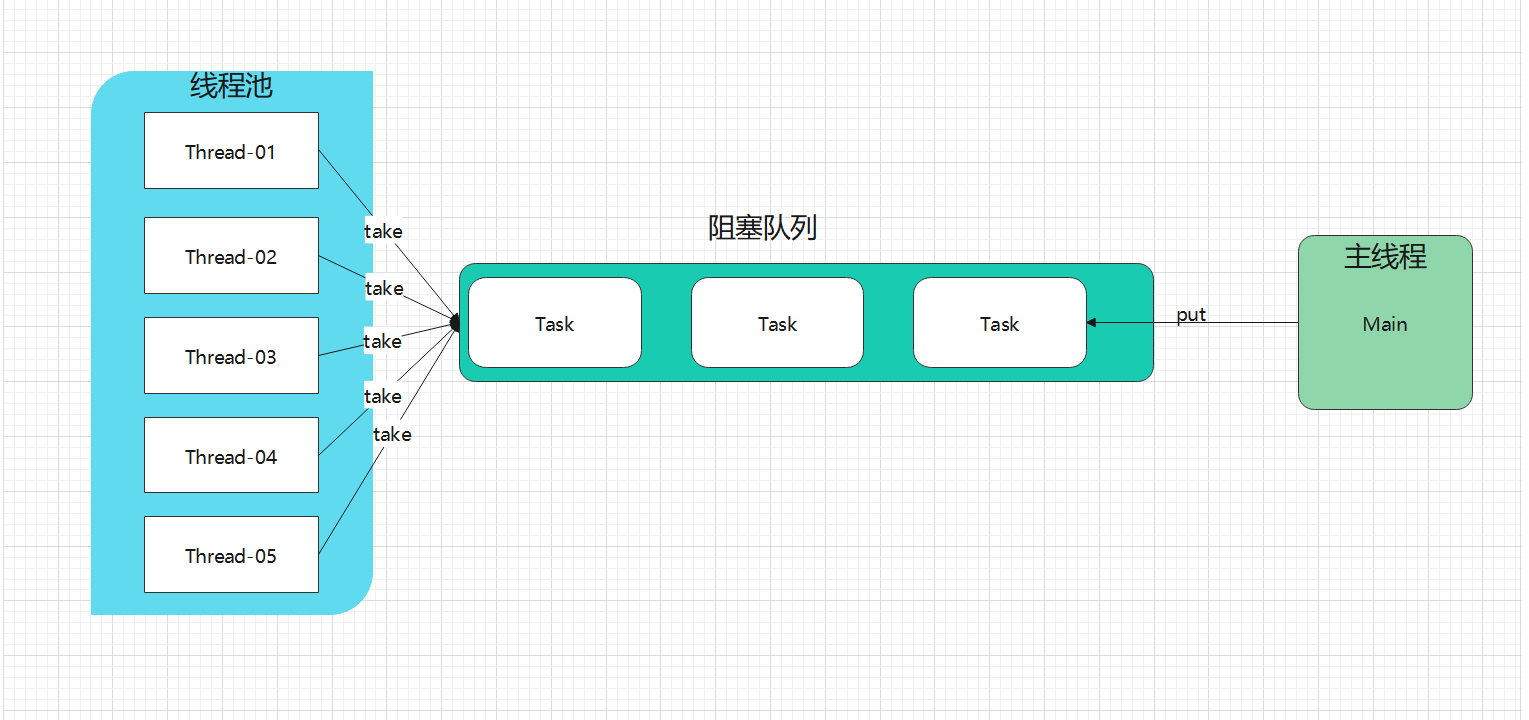 线程池
Thread-01
Thread-02
Thread-03
Thread-04
Thread-05
take
take
take
take
take
阻塞队列
Task
Task
Task
put
主线程
Main